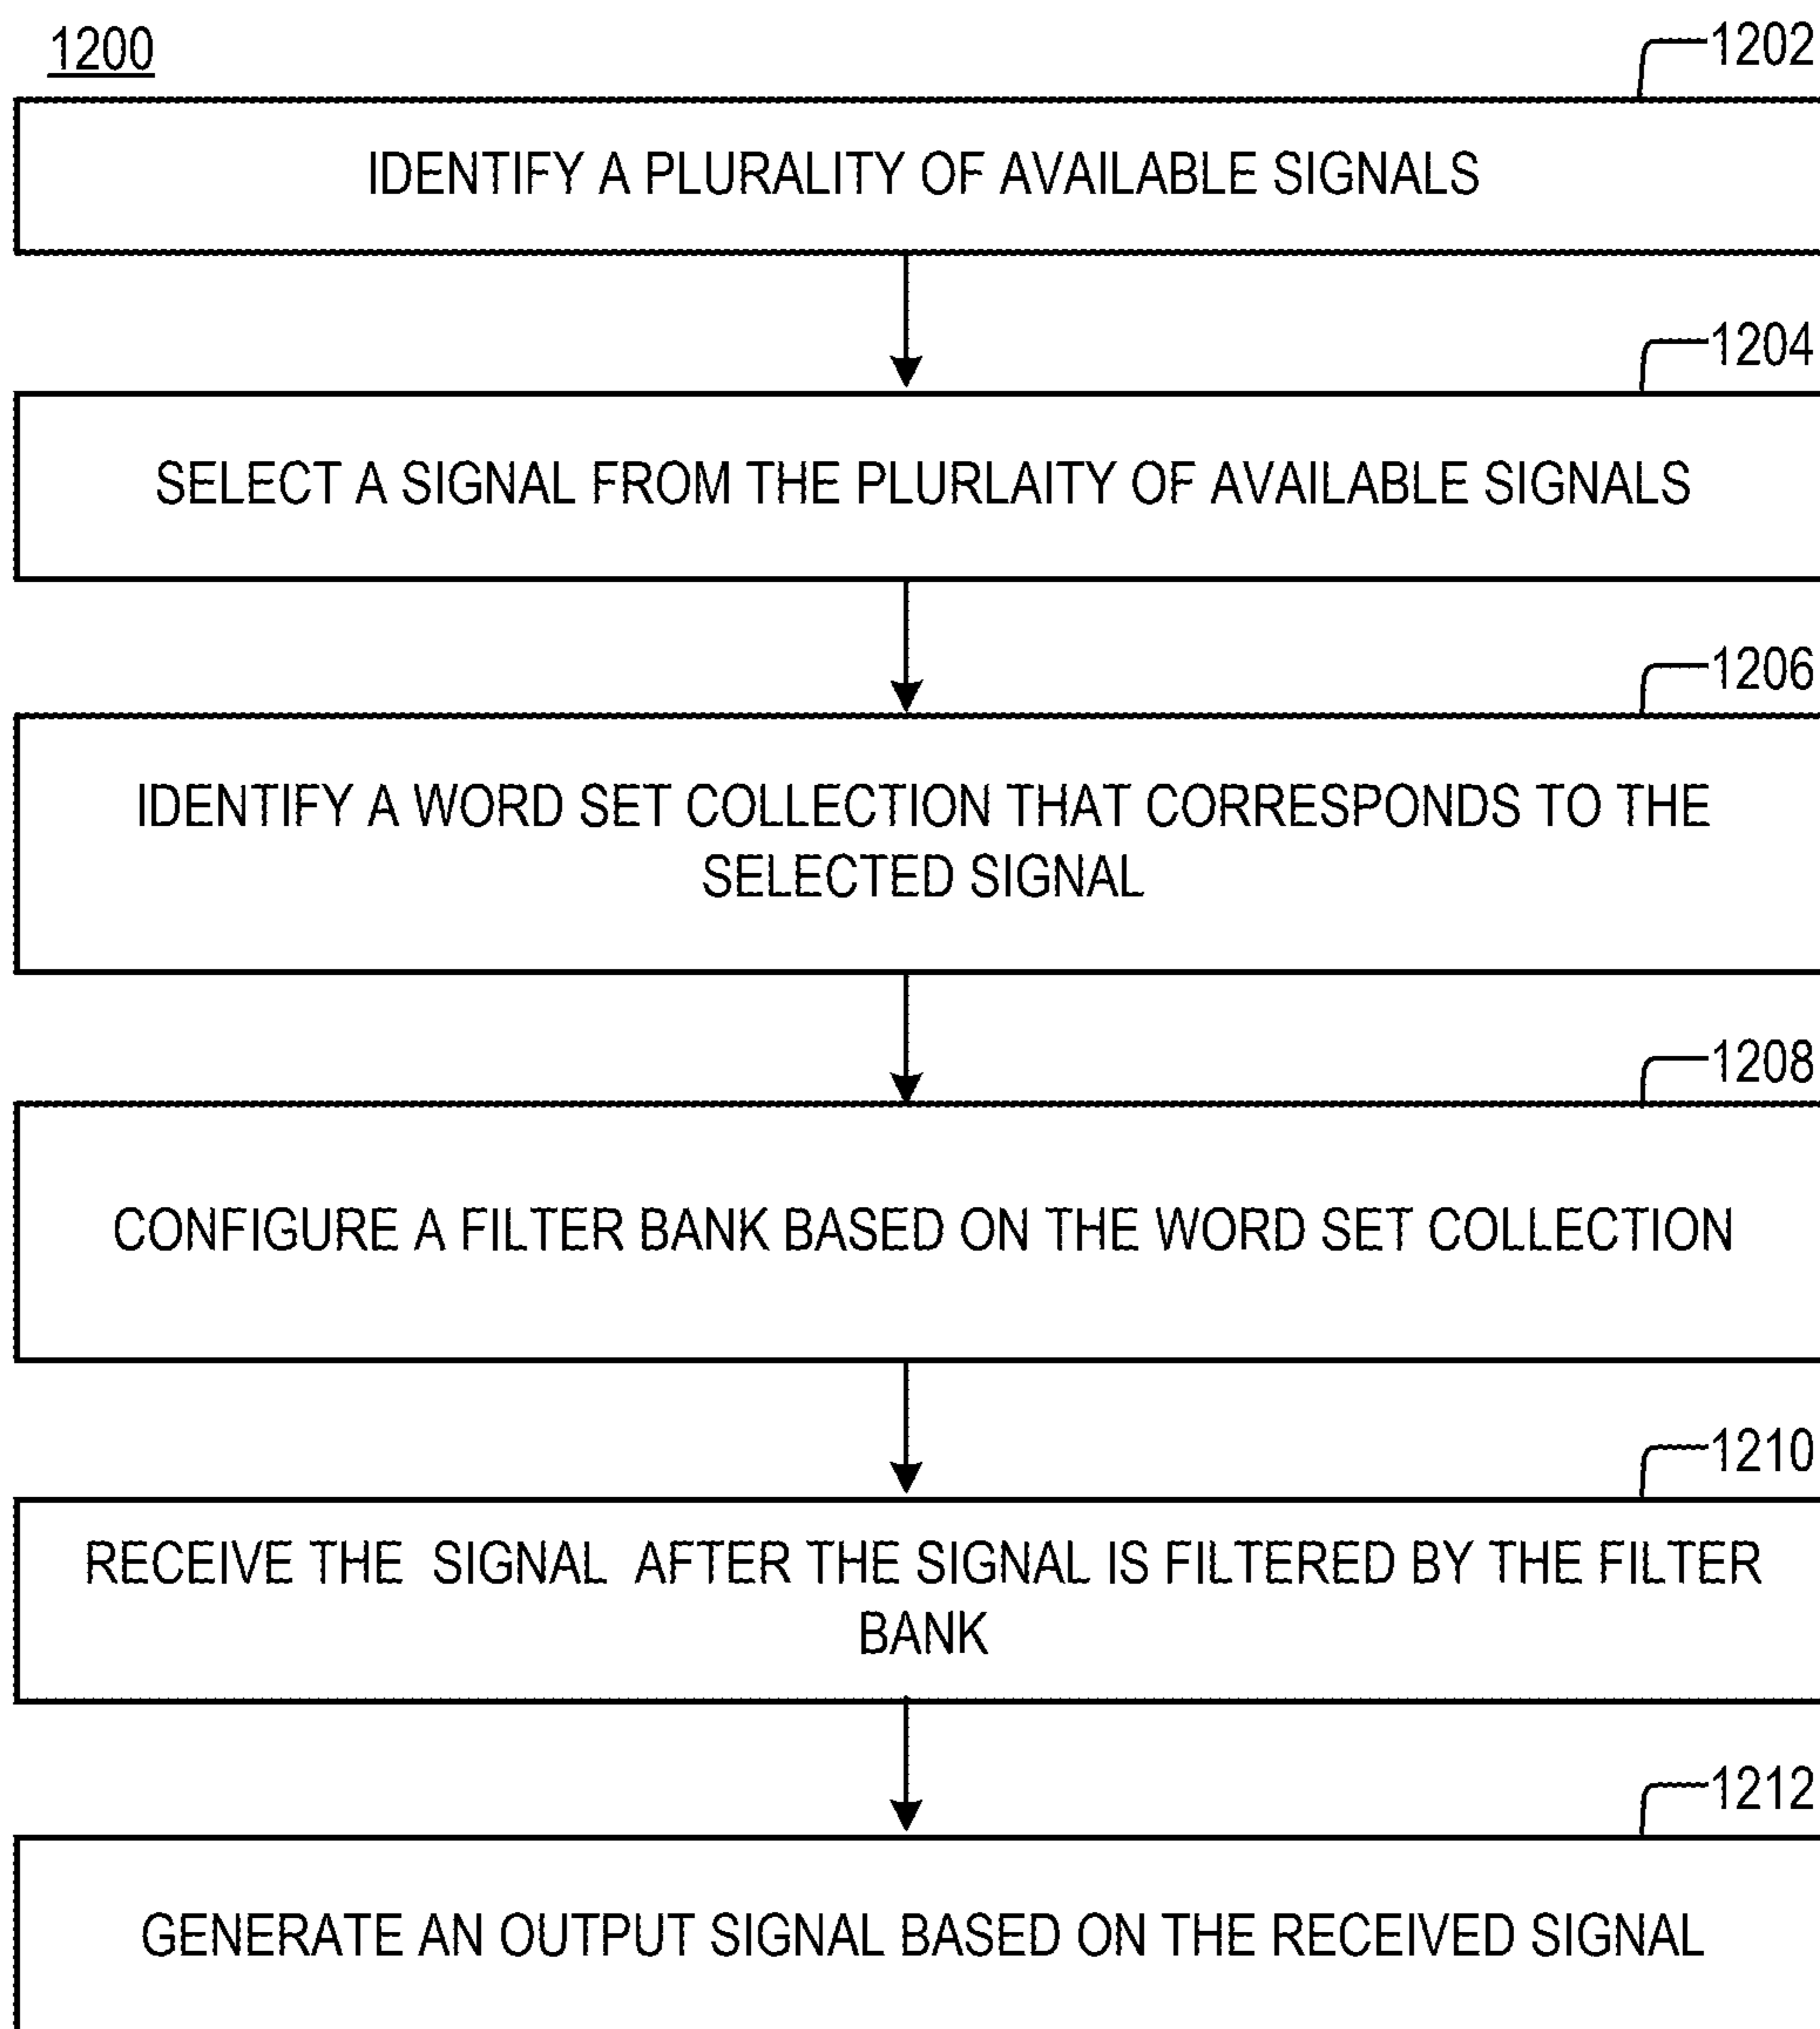 1200
1202
IDENTIFY A PLURALITY OF AVAILABLE SIGNALS
1204
SELECT A SIGNAL FROM THE PLURLAITY OF AVAILABLE SIGNALS
1206
IDENTIFY A WORD SET COLLECTION THAT CORRESPONDS TO THE
SELECTED SIGNAL
1208
CONFIGURE A FILTER BANK BASED ON THE WORD SET COLLECTION
1210
RECEIVE THE SIGNAL AFTER THE SIGNAL IS FILTERED BY THE FILTER
BANK
1212
GENERATE AN OUTPUT SIGNAL BASED ON THE RECEIVED SIGNAL